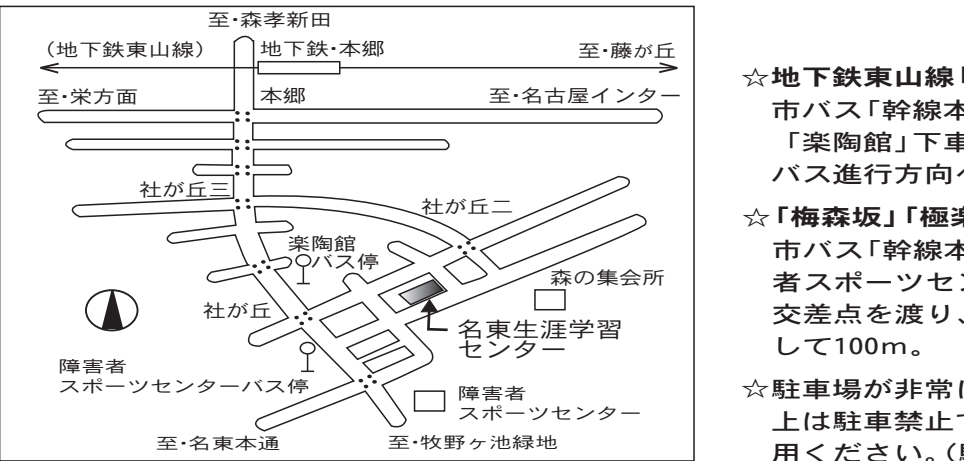 至・森孝新田
（地下鉄東山線）
地下鉄・本郷
至・藤が丘
至・栄方面
本郷
至・名古屋インター
社が丘三
社が丘二
楽陶館
バス停
森の集会所
社が丘
名東生涯学習
センター
障害者
スポーツセンターバス停
障害者
スポーツセンター
至・名東本通
至・牧野ヶ池緑地
☆地下鉄東山線「
市バス「幹線本
「楽陶館」下車
バス進行方向へ
☆「梅森坂」「極楽
市バス「幹線本
者スポーツセン
交差点を渡り、
して100m。
☆駐車場が非常に
上は駐車禁止で
用ください。（駐